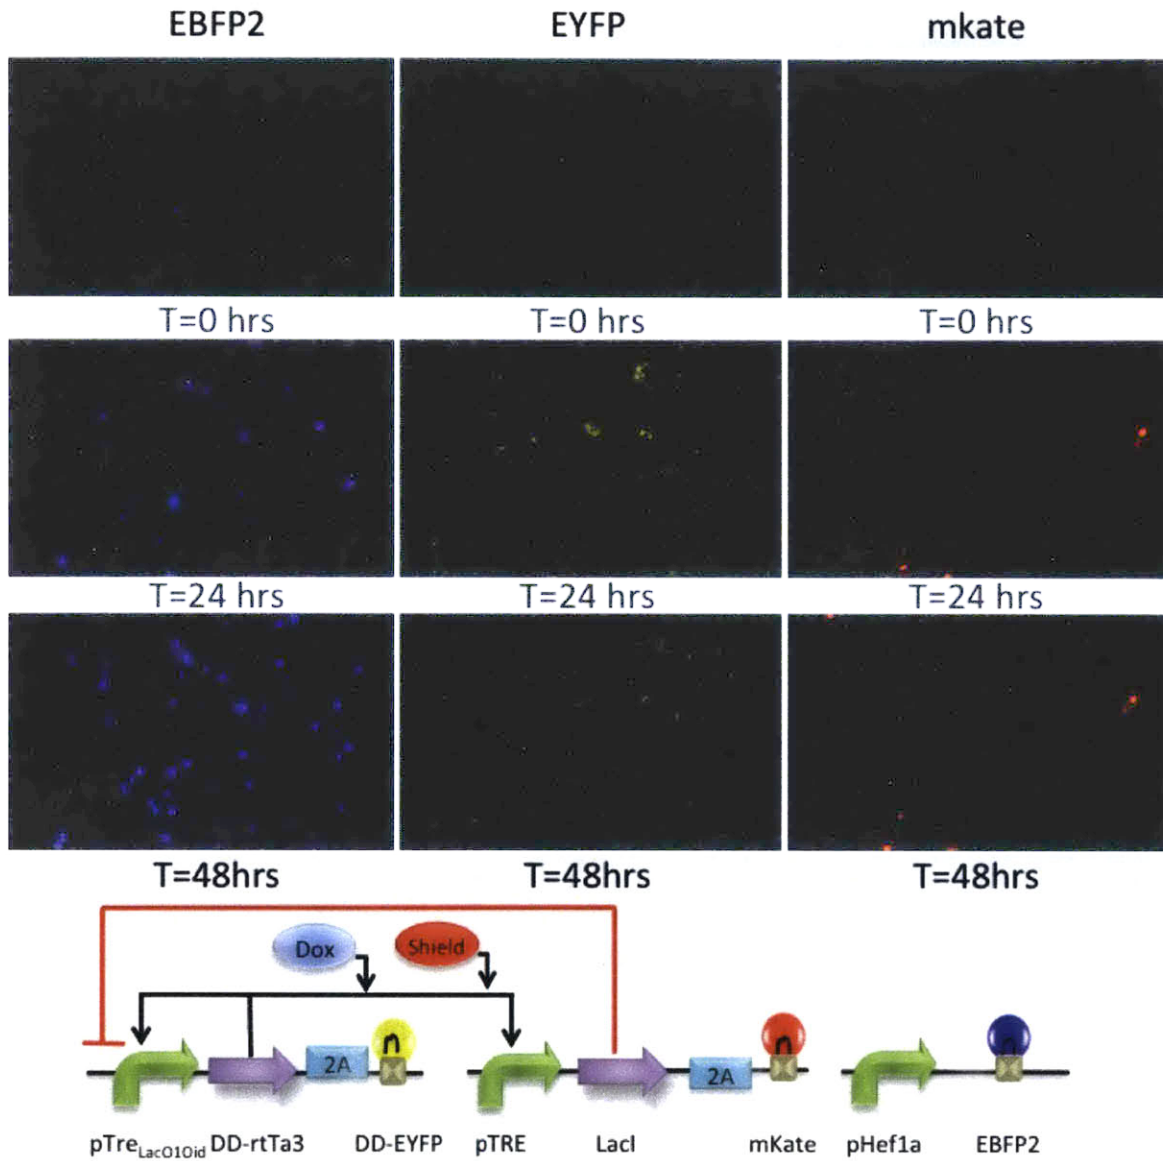 EBFP2 EYFP mkate
T=0 hrs T=0 hrs T=0 hrs
T=24 hrs T=24 hrs T=24 hrs
T=48hrs T=48hrs T=48hrs
Dox Shield
2A n 2A n n
pTreLacO1Oid DD-rtTa3 DD-EYFP pTRE LacI mKate pHef1a EBFP2